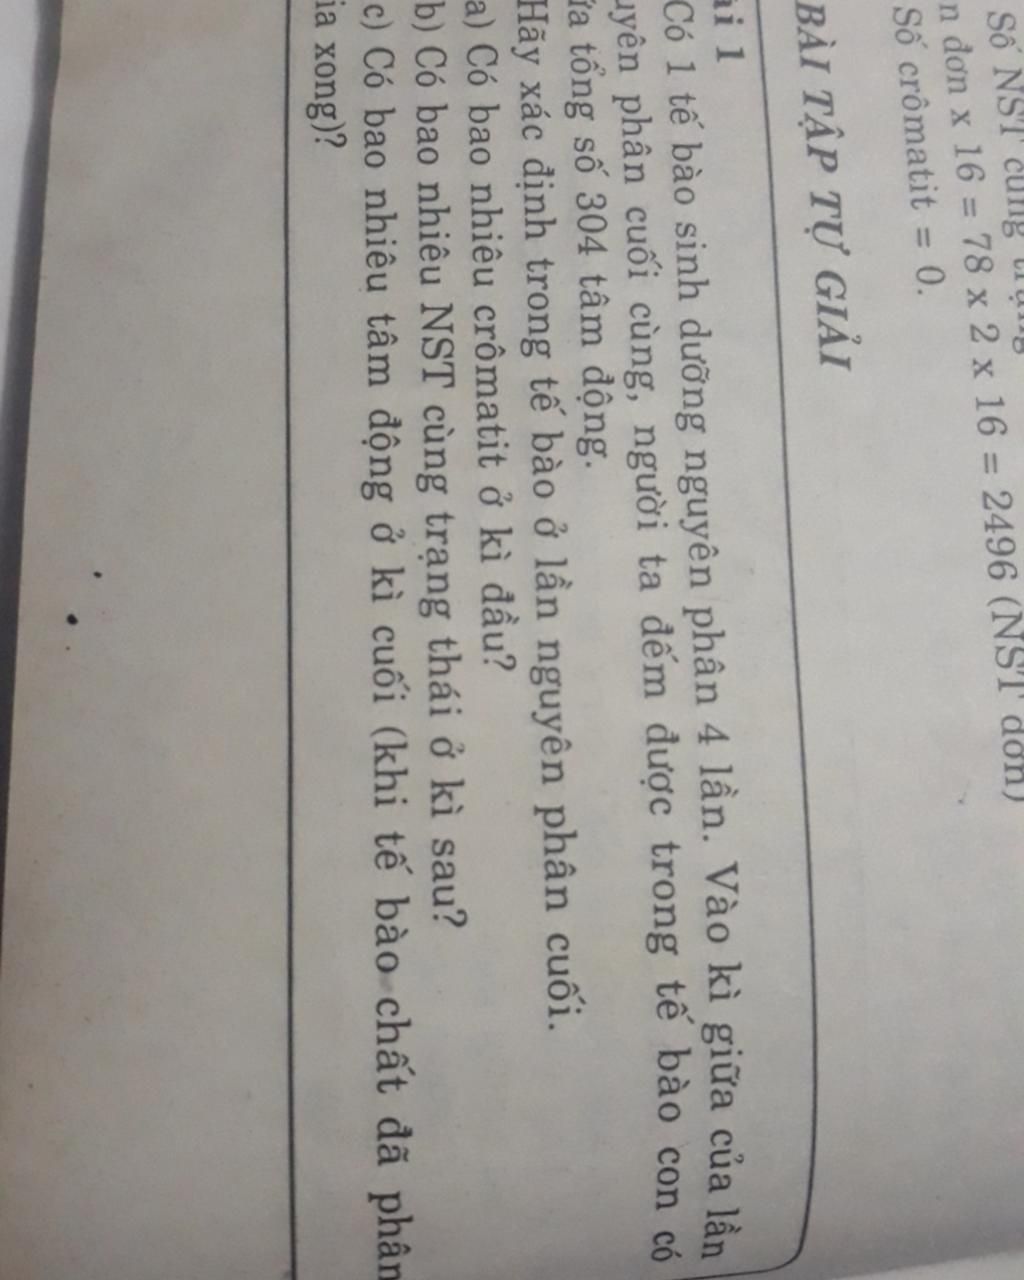 Số NST cùng
n đơn x 16 = 78 x 2 x 16 = 2496 (NST đơn)
Số crômatit = 0.
BÀI TẬP TỰ GIẢI
ài 1
Có 1 tế bào sinh dưỡng nguyên phân 4 lần. Vào kì giữa của lần
uyên phân cuối cùng, người ta đếm được trong tế bào con có
ứa tổng số 304 tâm động.
Hãy xác định trong tế bào ở lần nguyên phân cuối.
a) Có bao nhiêu crômatit ở kì đầu?
b) Có bao nhiêu NST cùng trạng thái ở kì sau?
c) Có bao nhiêu tâm động ở kì cuối (khi tế bào chất đã phân
ia xong)?